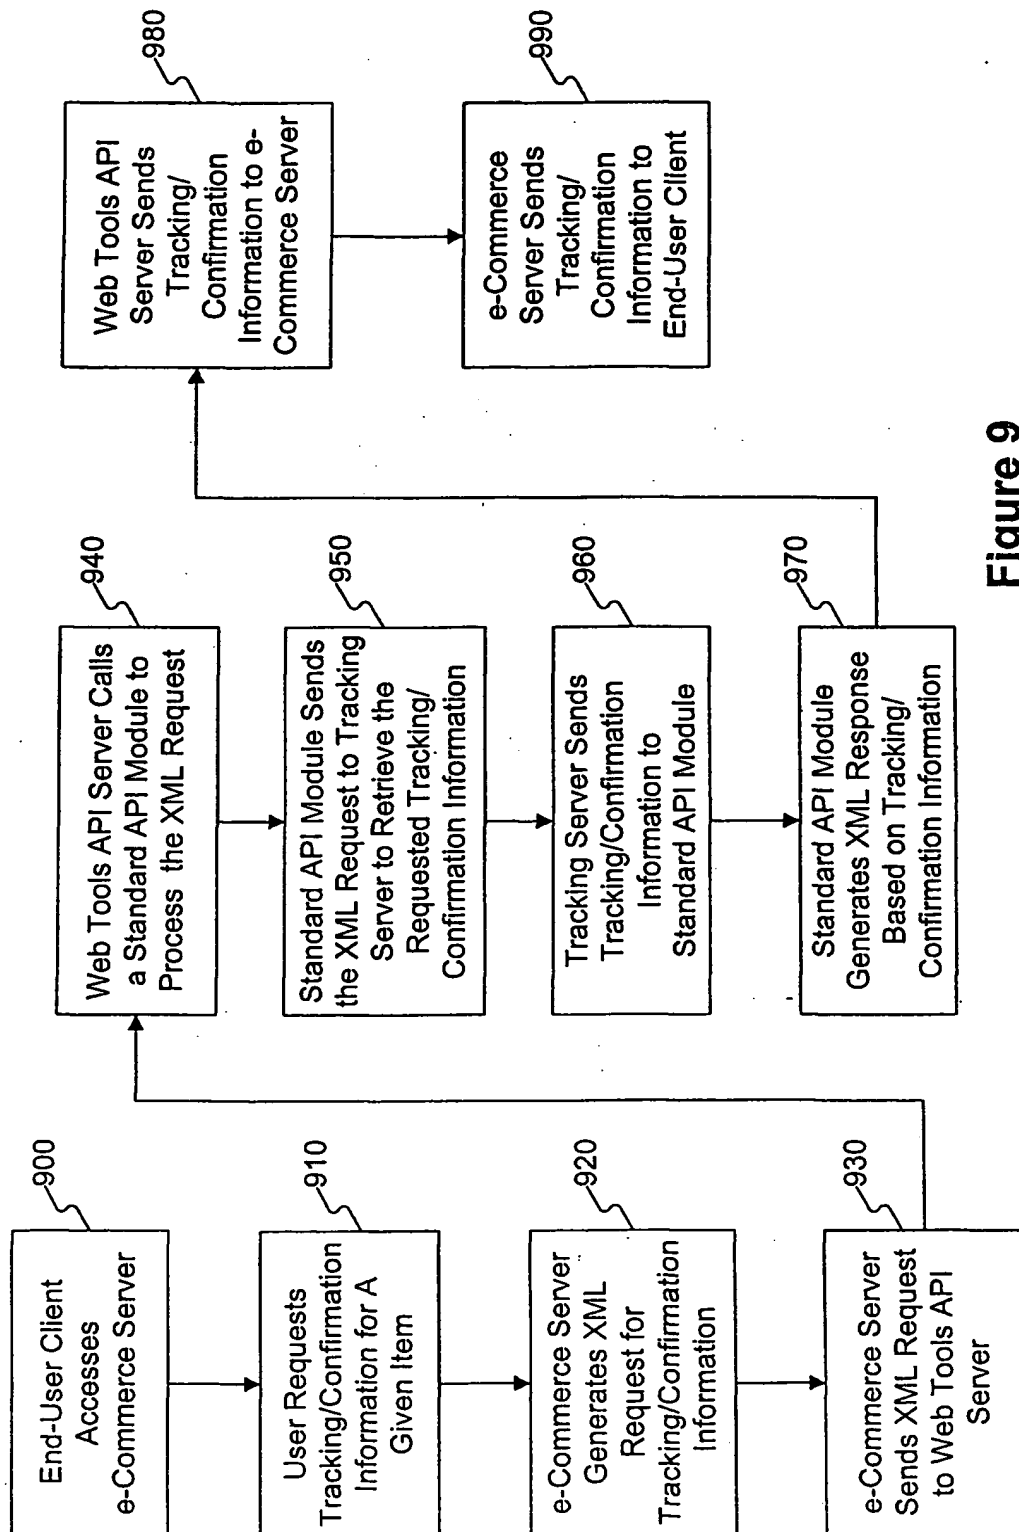 End-User Client
Accesses
e-Commerce Server
900
User Requests
Tracking/Confirmation
Information for A
Given Item
910
e-Commerce Server
Generates XML
Request for
Tracking/Confirmation
Information
920
e-Commerce Server
Sends XML Request
to Web Tools API
Server
930
Web Tools API Server Calls
a Standard API Module to
Process the XML Request
940
Standard API Module Sends
the XML Request to Tracking
Server to Retrieve the
Requested Tracking/
Confirmation Information
950
Tracking Server Sends
Tracking/Confirmation
Information to
Standard API Module
960
Standard API Module
Generates XML Response
Based on Tracking/
Confirmation Information
970
Web Tools API
Server Sends
Tracking/
Confirmation
Information to e-
Commerce Server
980
e-Commerce
Server Sends
Tracking/
Confirmation
Information to
End-User Client
990
Figure 9